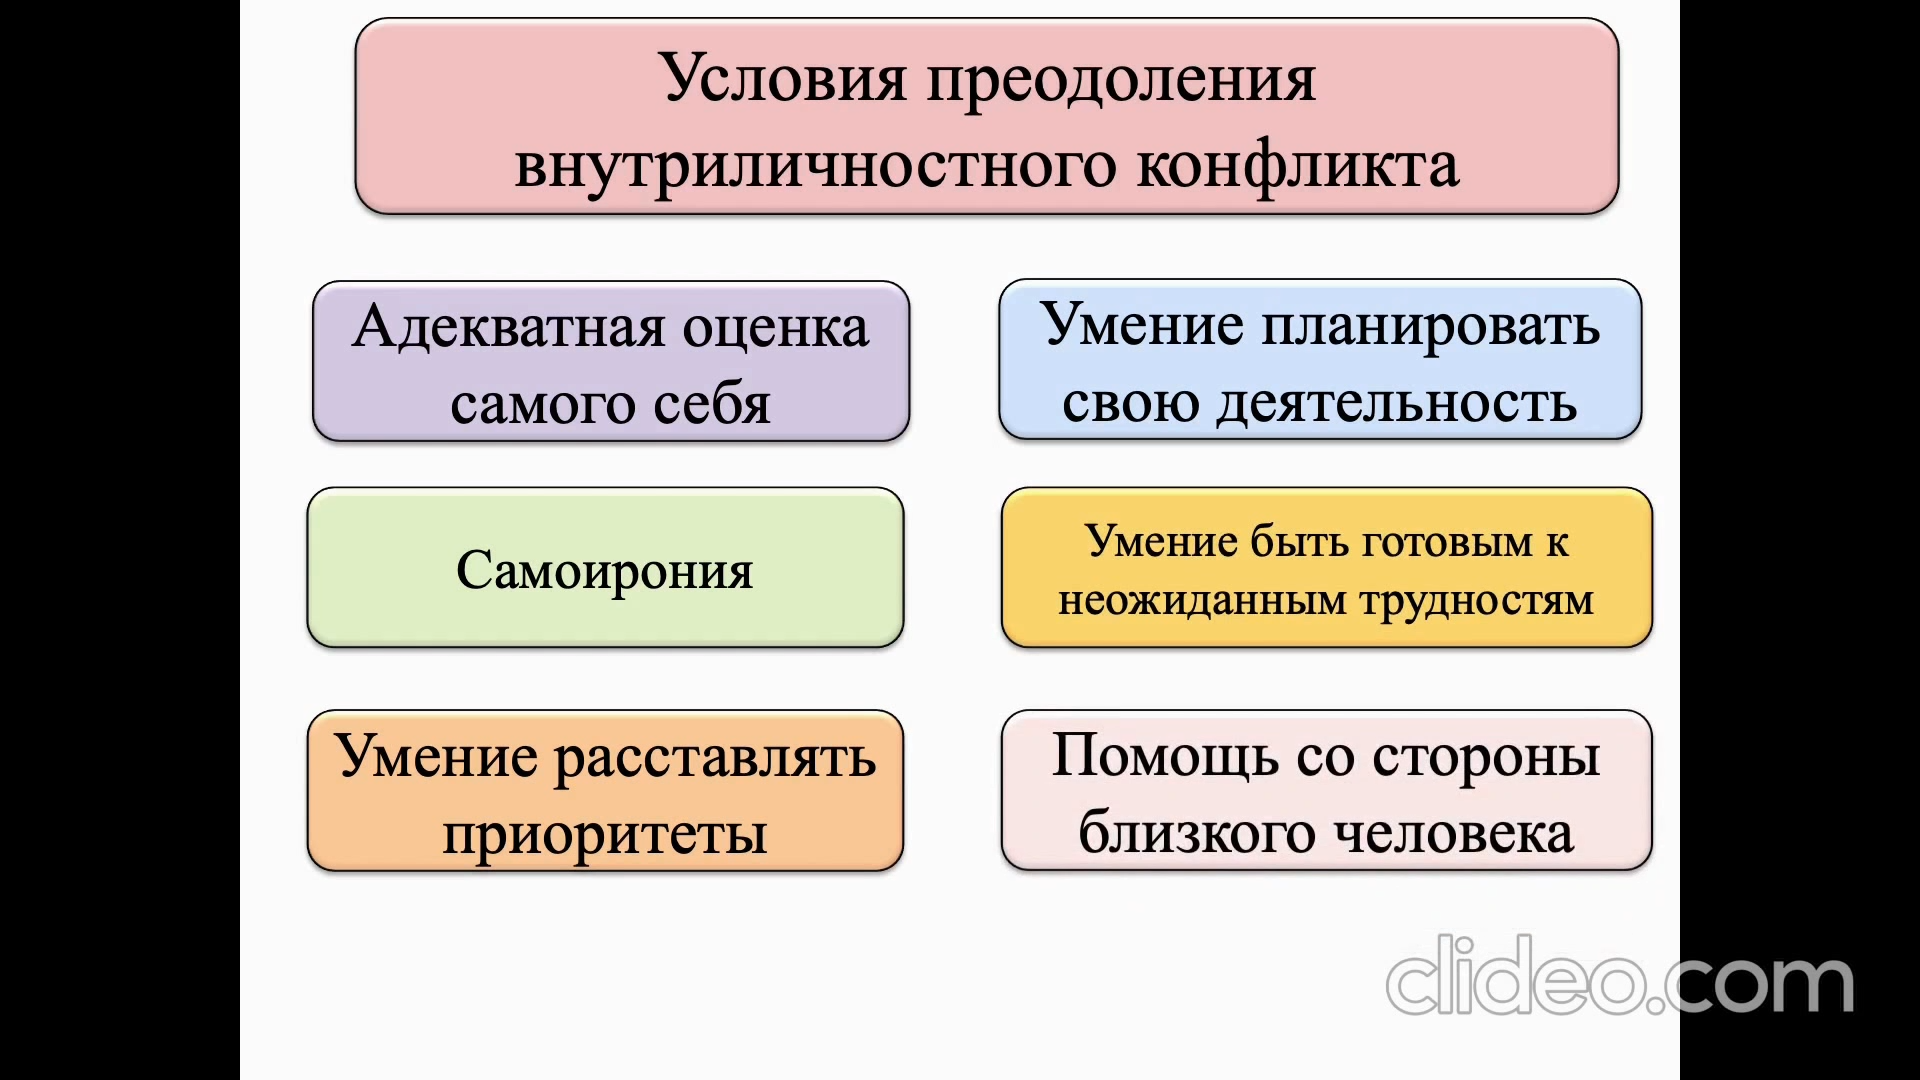 Условия преодоления
внутриличностного конфликта
Адекватная оценка
самого себя
Умение планировать
свою деятельность
Самоирония
Умение быть готовым к
неожиданным трудностям
Умение расставлять
приоритеты
Помощь со стороны
близкого человека
clideo.com